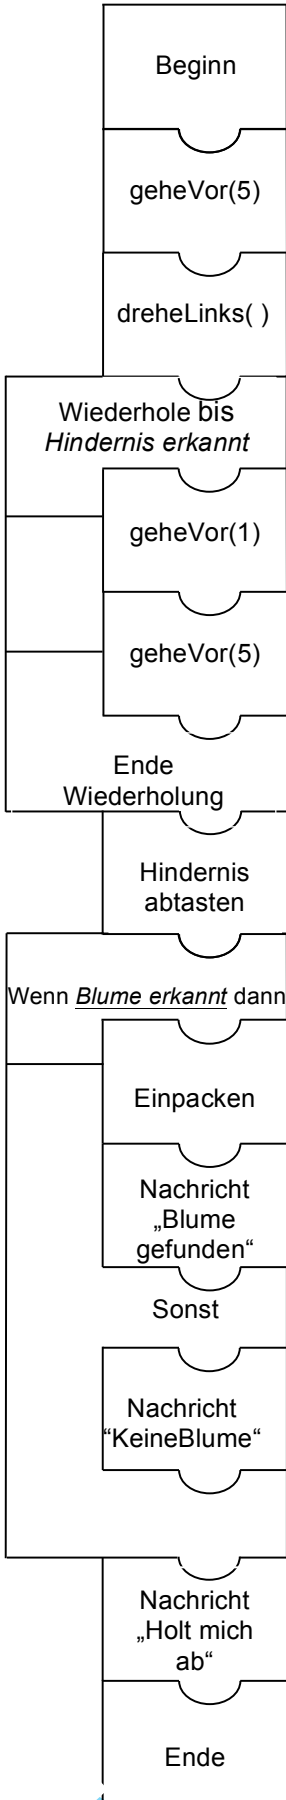 Beginn
geheVor(5)
dreheLinks( )
Wiederhole bis
Hindernis erkannt
geheVor(1)
geheVor(5)
Ende
Wiederholung
Hindernis
abtasten
Wenn Blume erkannt dann
Einpacken
Nachricht
„Blume
gefunden“
Sonst
Nachricht
“KeineBlume“
Nachricht
„Holt mich
ab“
Ende